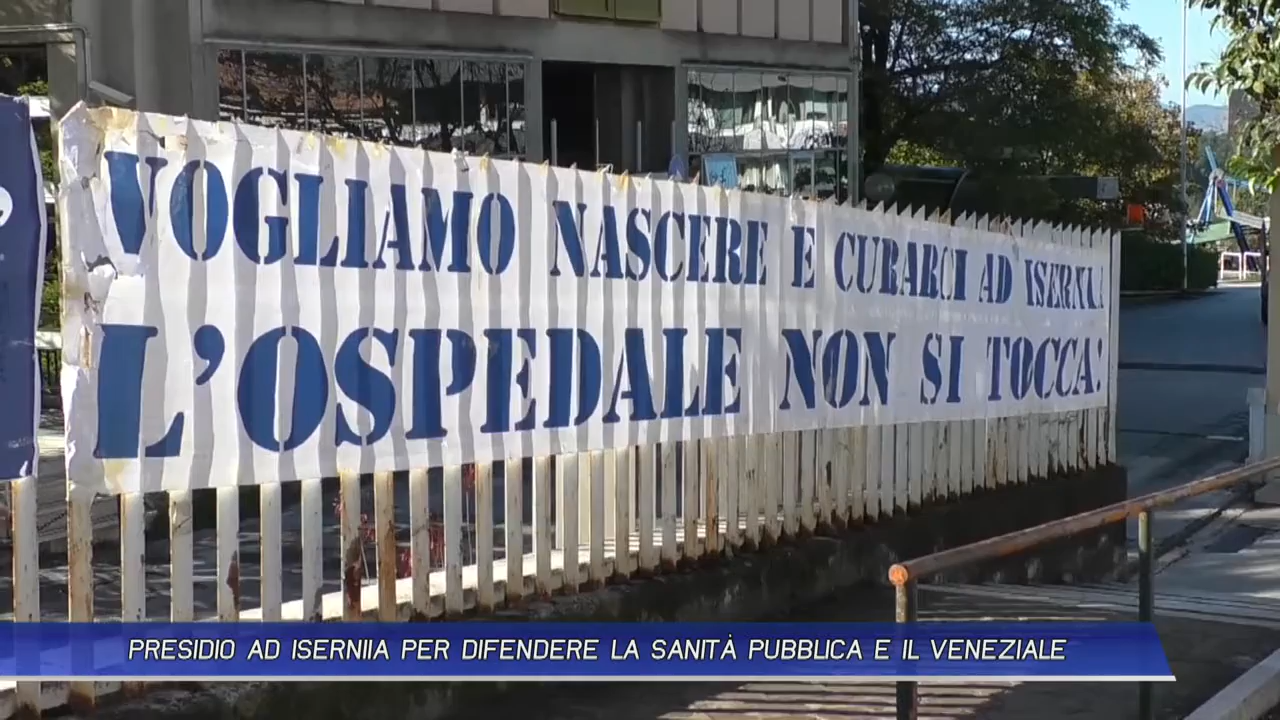 VOGLIAMO NASCERE E CURARCI AD ISERNIA
L'OSPEDALE NON SI TOCCA!
PRESIDIO AD ISERNIIA PER DIFENDERE LA SANITÀ PUBBLICA E IL VENEZIALE